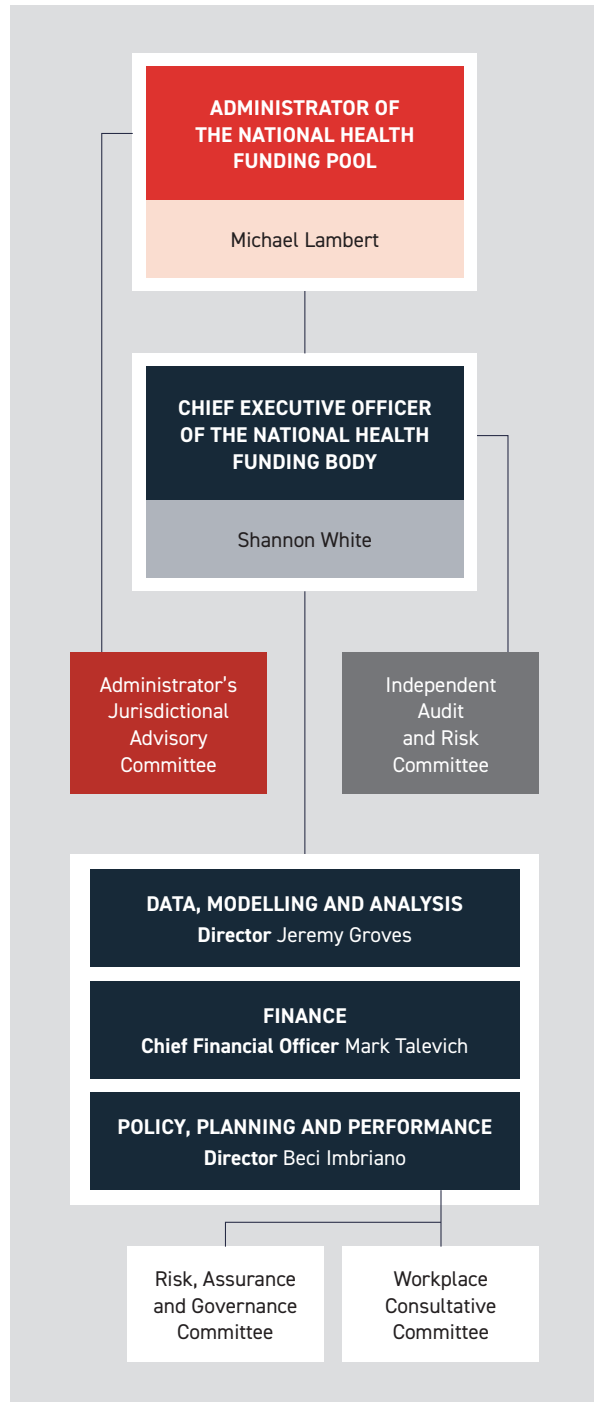 ADMINISTRATOR OF
THE NATIONAL HEALTH
FUNDING POOL
Michael Lambert
CHIEF EXECUTIVE OFFICER
OF THE NATIONAL HEALTH
FUNDING BODY
Shannon White
Administrator’s
Jurisdictional
Advisory
Committee
Independent
Audit
and Risk
Committee
DATA, MODELLING AND ANALYSIS
Director Jeremy Groves
FINANCE
Chief Financial Officer Mark Talevich
POLICY, PLANNING AND PERFORMANCE
Director Beci Imbriano
Risk, Assurance
and Governance
Committee
Workplace
Consultative
Committee